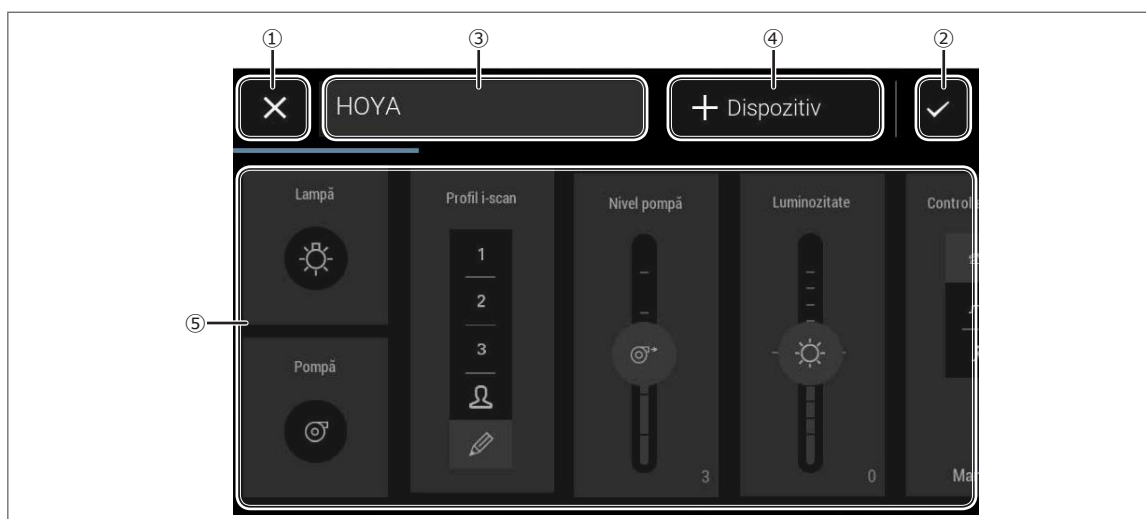 ① ③ ④ ②
HOYA
Dispozitiv
Lampă
Profil i-scan
Nivel pompă
Luminozitate
1
2
3
⑤
Pompă
3
0